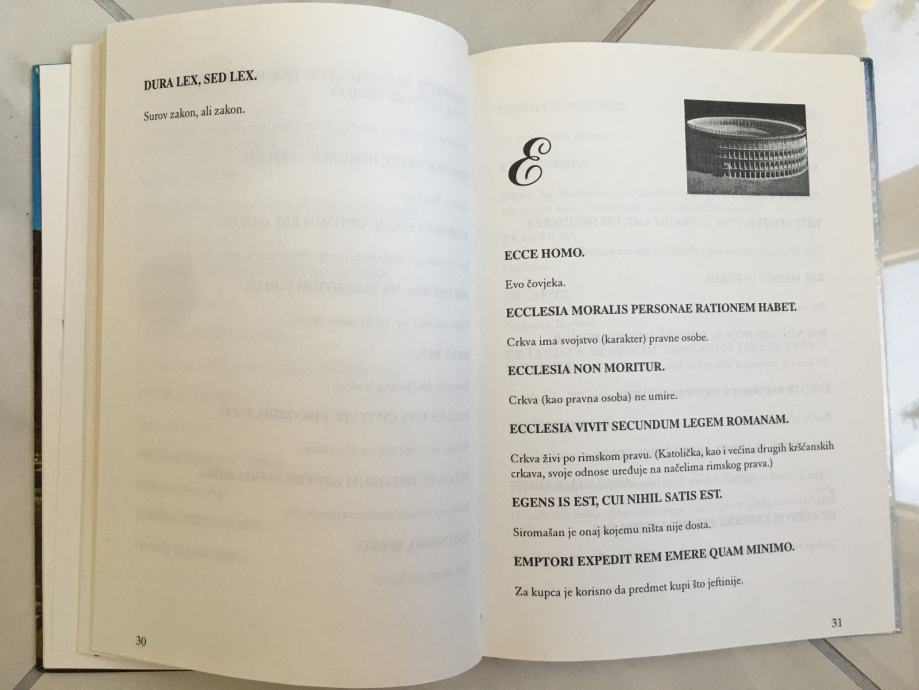 DURA LEX, SED LEX.
Surov zakon, ali zakon.
30
E
ECCE HOMO.
Evo čovjeka.
ECCLESIA MORALIS PERSONAE RATIONEM HABET.
Crkva ima svojstvo (karakter) pravne osobe.
ECCLESIA NON MORITUR.
Crkva (kao pravna osoba) ne umire.
ECCLESIA VIVIT SECUNDUM LEGEM ROMANAM.
Crkva živi po rimskom pravu. (Katolička, kao i većina drugih kršćanskih
crkava, svoje odnose uređuje na načelima rimskog prava.)
EGENS IS EST, CUI NIHIL SATIS EST.
Siromašan je onaj kojemu ništa nije dosta.
EMPTORI EXPEDIT REM EMERE QUAM MINIMO.
Za kupca je korisno da predmet kupi što jeftinije.
31